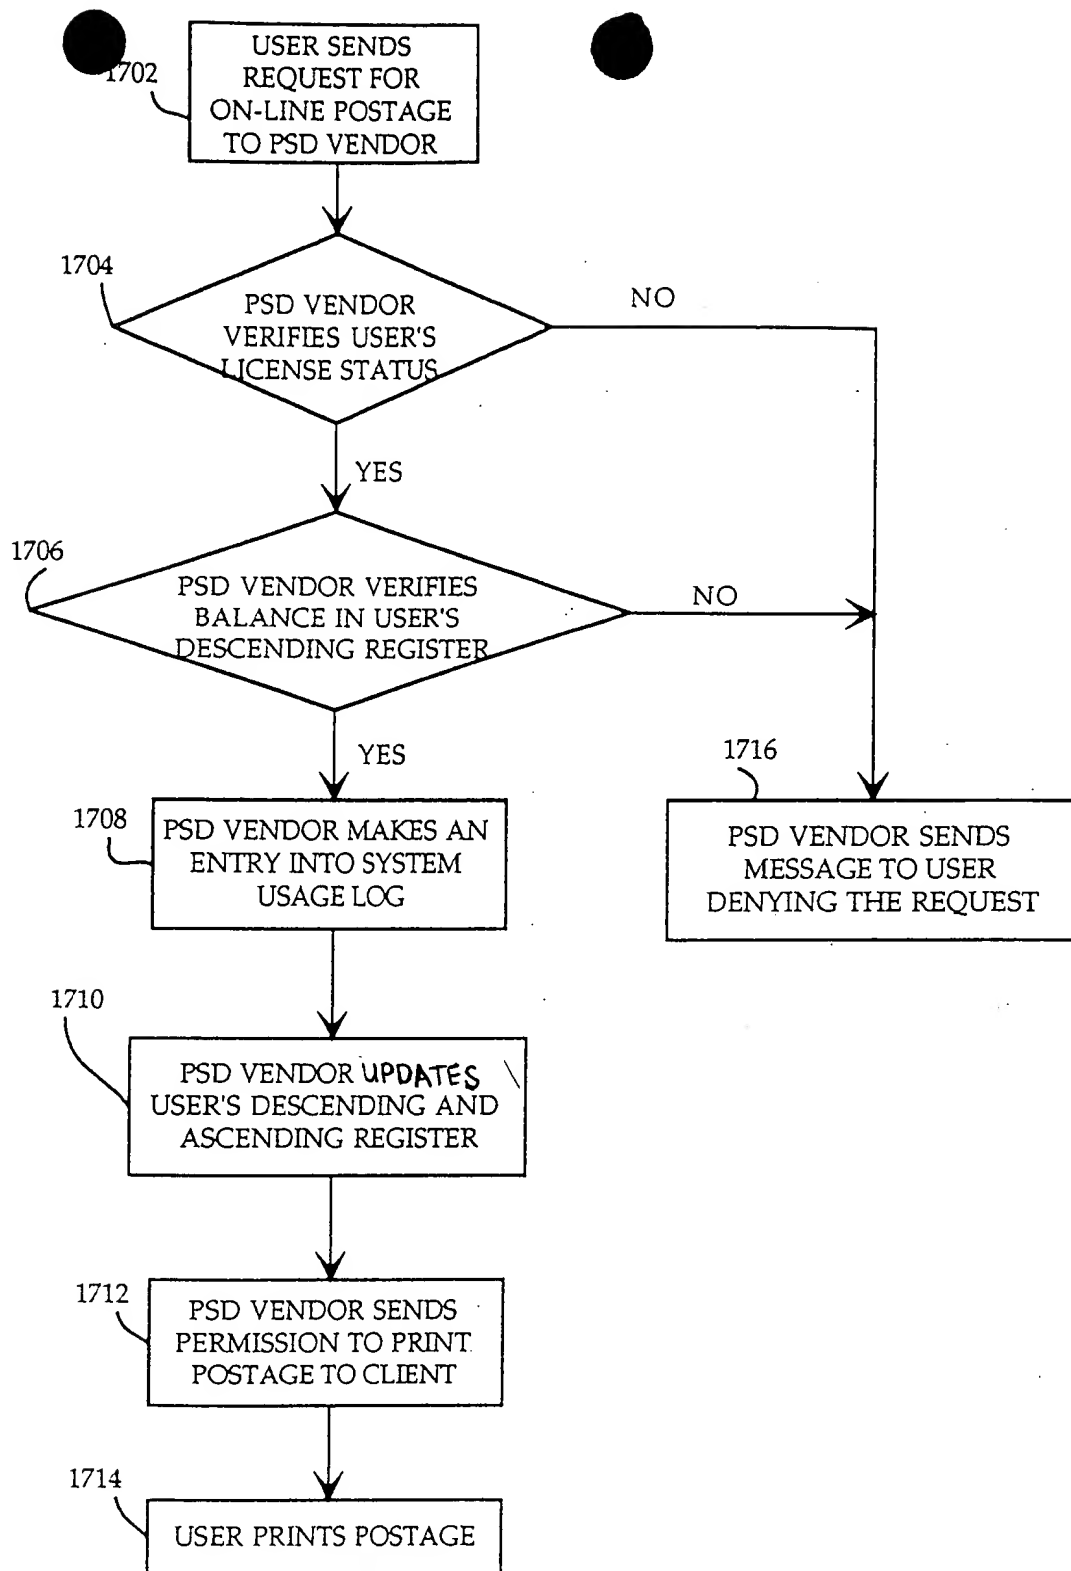 1702
USER SENDS
REQUEST FOR
ON-LINE POSTAGE
TO PSD VENDOR
1704
PSD VENDOR
VERIFIES USER'S
LICENSE STATUS
NO
YES
1706
PSD VENDOR VERIFIES
BALANCE IN USER'S
DESCENDING REGISTER
NO
YES
1708
PSD VENDOR MAKES AN
ENTRY INTO SYSTEM
USAGE LOG
1716
PSD VENDOR SENDS
MESSAGE TO USER
DENYING THE REQUEST
1710
PSD VENDOR UPDATES
USER'S DESCENDING AND
ASCENDING REGISTER
1712
PSD VENDOR SENDS
PERMISSION TO PRINT
POSTAGE TO CLIENT
1714
USER PRINTS POSTAGE